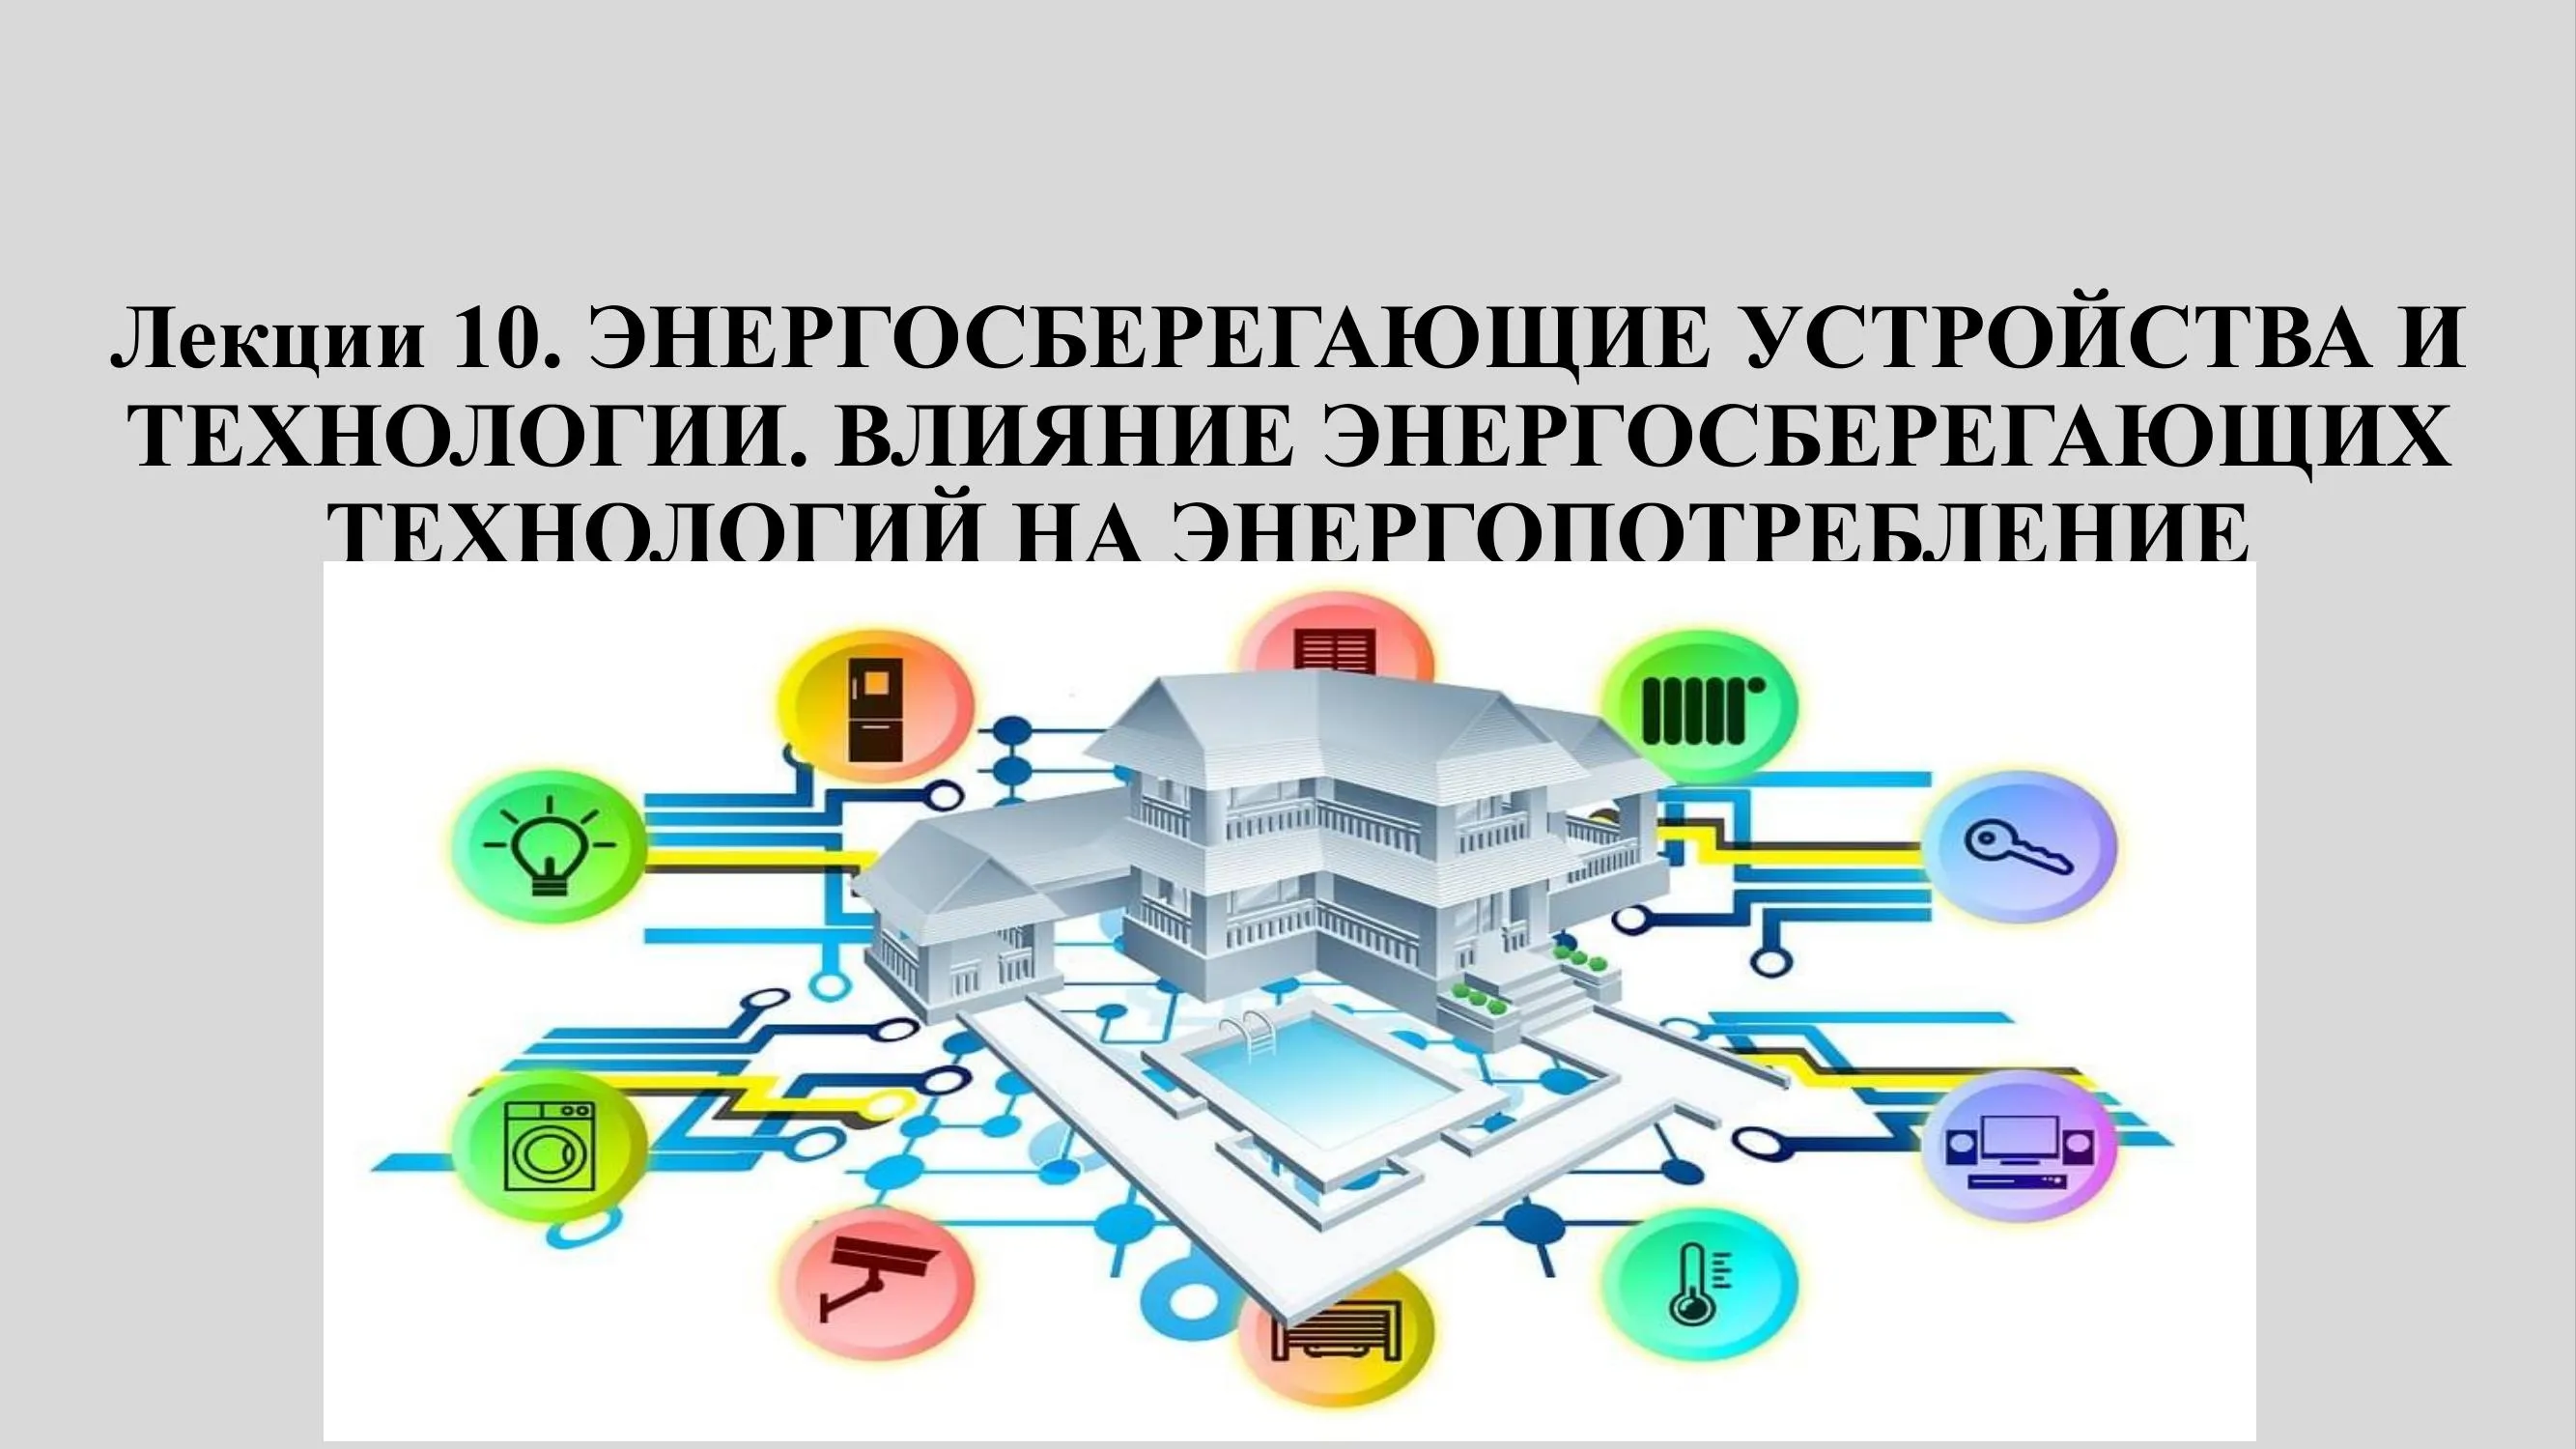 Лекции 10. ЭНЕРГОСБЕРЕГАЮЩИЕ УСТРОЙСТВА И
ТЕХНОЛОГИИ. ВЛИЯНИЕ ЭНЕРГОСБЕРЕГАЮЩИХ
ТЕХНОЛОГИЙ НА ЭНЕРГОПОТРЕБЛЕНИЕ